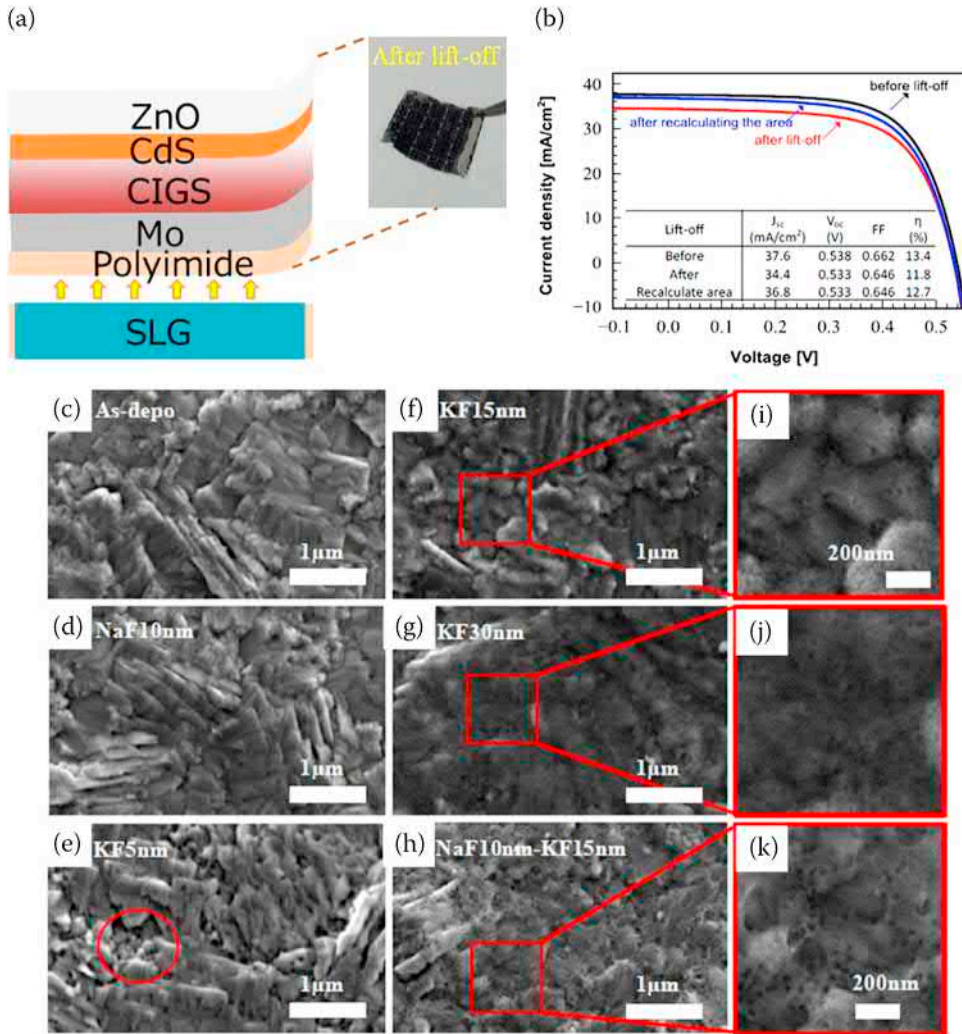 (a)
After lift-off
ZnO
CdS
CIGS
Mo
Polyimide
SLG
(b)
Current density [mA/cm²]
40
30
20
10
0
−10
before lift-off
after recalculating the area
after lift-off
Lift-off Jsc (mA/cm²) Voc (V) FF η (%)
Before 37.6 0.538 0.662 13.4
After 34.4 0.533 0.646 11.8
Recalculate area 36.8 0.533 0.646 12.7
−0.1 0.0 0.1 0.2 0.3 0.4 0.5
Voltage [V]
(c) As-depo
1µm
(f) KF15nm
1µm
(i)
200nm
(d) NaF10nm
1µm
(g) KF30nm
1µm
(j)
(e) KF5nm
1µm
(h) NaF10nm-KF15nm
1µm
(k)
200nm